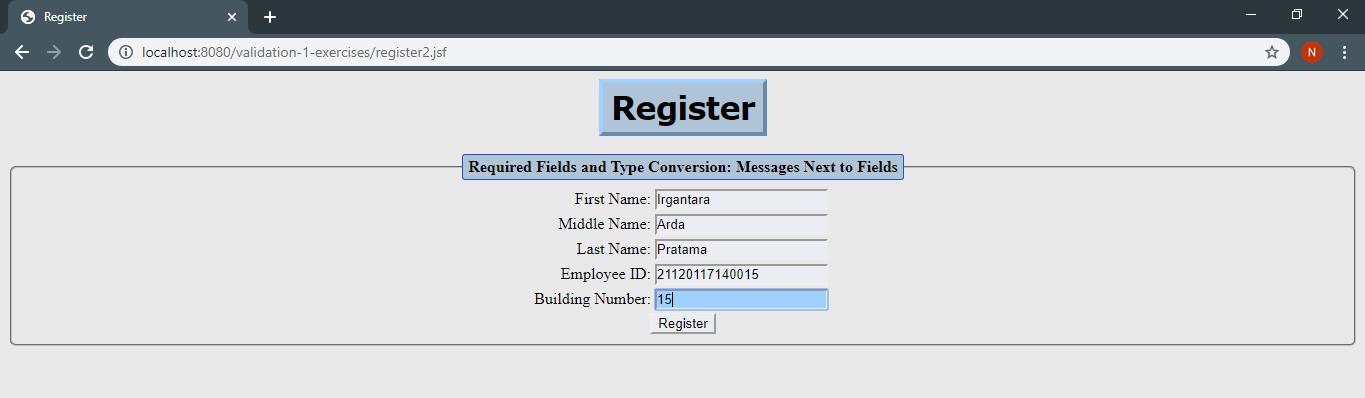 Register
localhost:8080/validation-1-exercises/register2.jsf
N
Register
Required Fields and Type Conversion: Messages Next to Fields
First Name: Irgantara
Middle Name: Arda
Last Name: Pratama
Employee ID: 21120117140015
Building Number: 15
Register